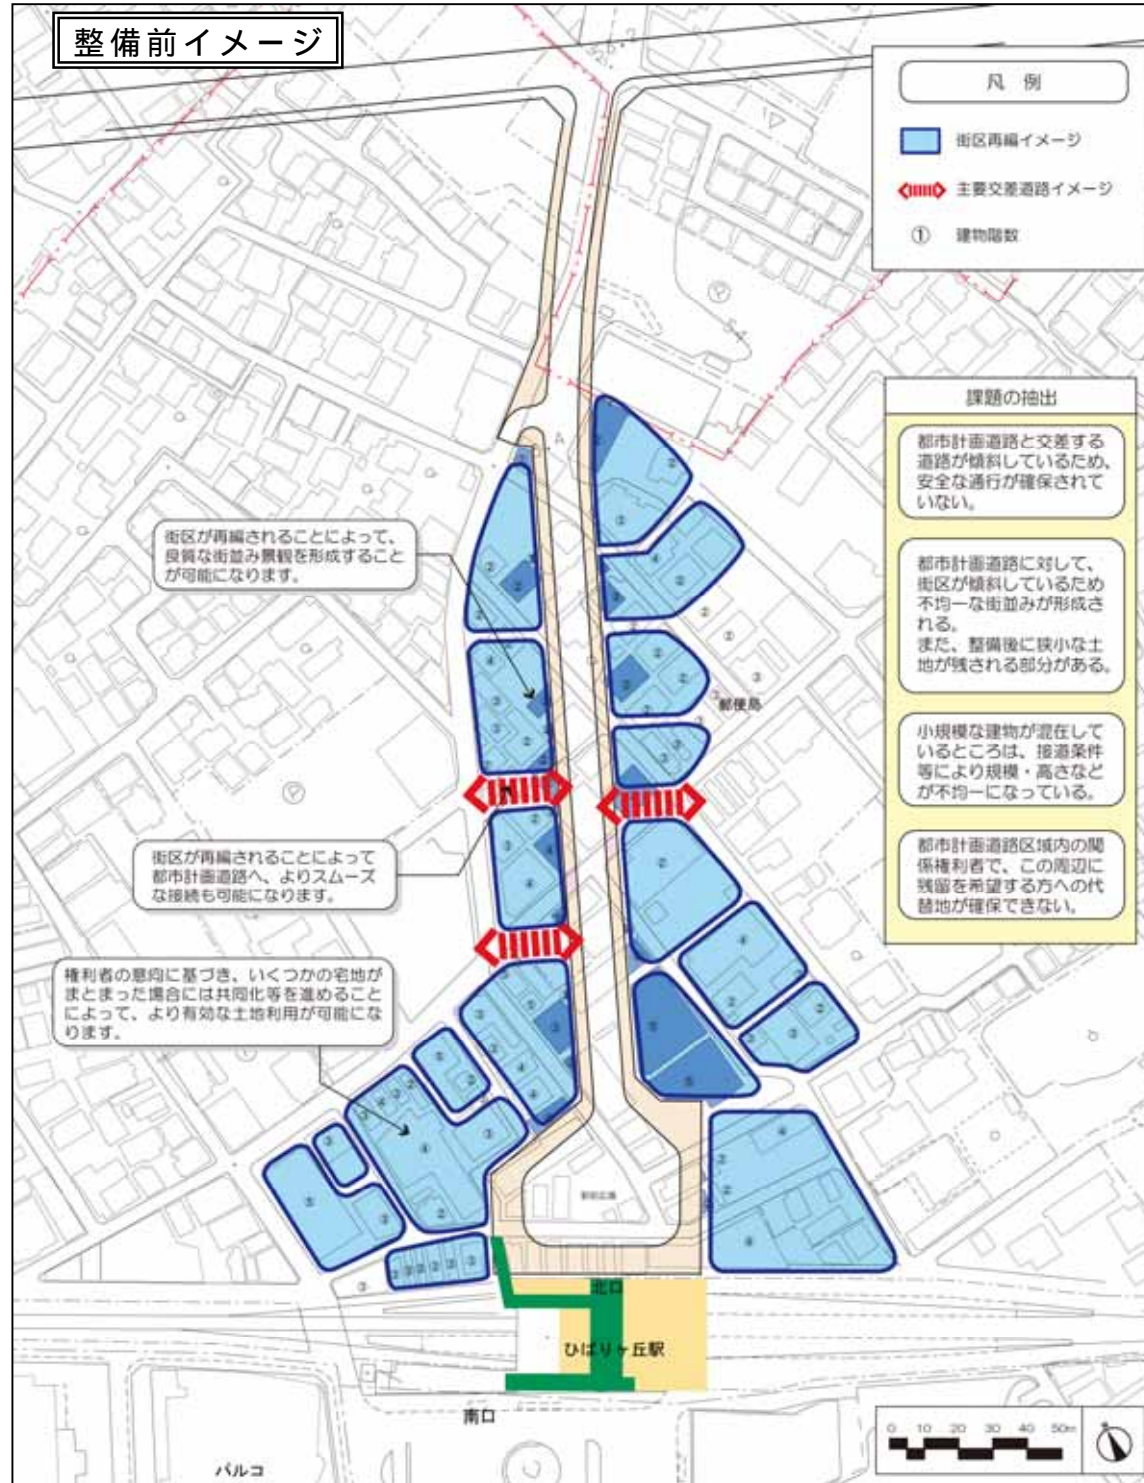 整備前イメージ
凡 例
街区再編イメージ
主要交差道路イメージ
① 建物階数
課題の抽出
都市計画道路と交差する
道路が傾斜しているため、
安全な通行が確保されて
いない。
都市計画道路に対して、
街区が傾斜しているため
不均一な街並みが形成さ
れる。
また、整備後に狭小な土
地が残される部分がある。
小規模な建物が混在して
いるところは、接道条件
等により規模・高さなど
が不均一になっている。
都市計画道路区域内の関
係権利者で、この周辺に
残留を希望する方への代
替地が確保できない。
街区が再編されることによって、
良質な街並み景観を形成すること
が可能になります。
郵便局
街区が再編されることによって
都市計画道路へ、よりスムーズ
な接続も可能になります。
権利者の意向に基づき、いくつかの宅地が
まとまった場合には共同化等を進めること
によって、より有効な土地利用が可能にな
ります。
駅前広場
北口
ひばりヶ丘駅
南口
パルコ
0 10 20 30 40 50m